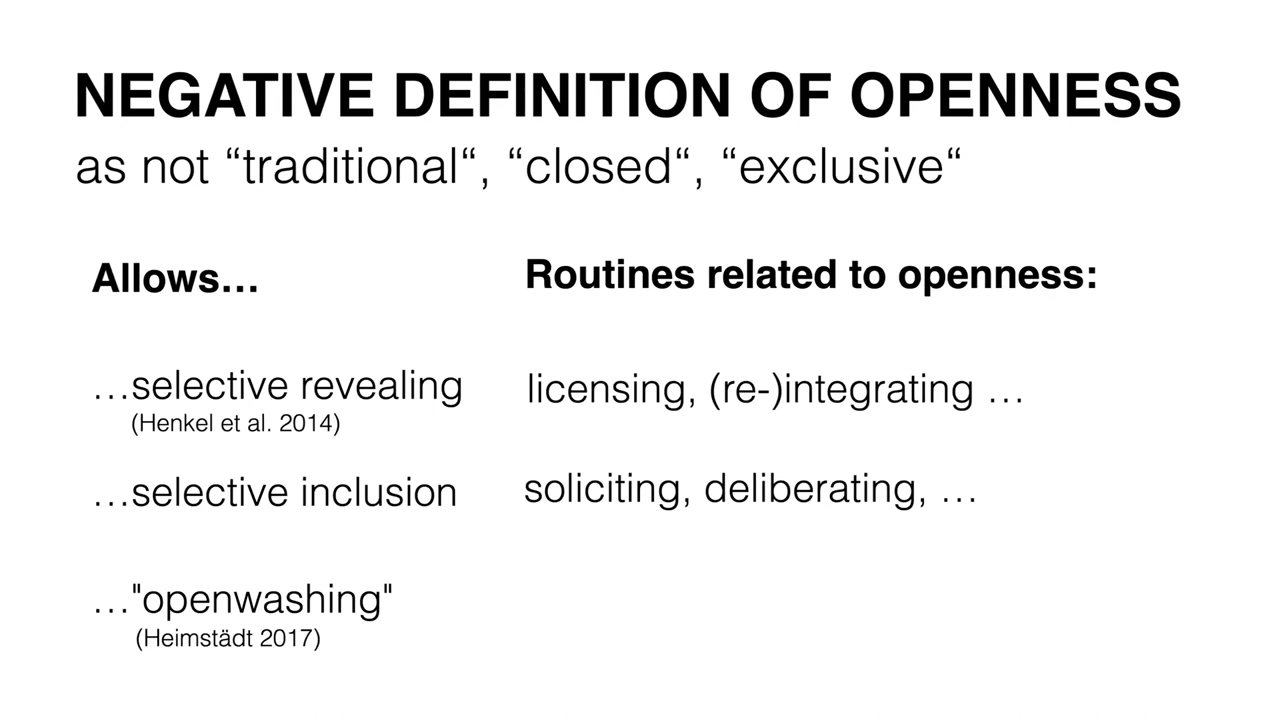 NEGATIVE DEFINITION OF OPENNESS
as not “traditional“, “closed“, “exclusive“
Allows…
…selective revealing
(Henkel et al. 2014)
…selective inclusion
…"openwashing"
(Heimstädt 2017)
Routines related to openness:
licensing, (re-)integrating …
soliciting, deliberating, …